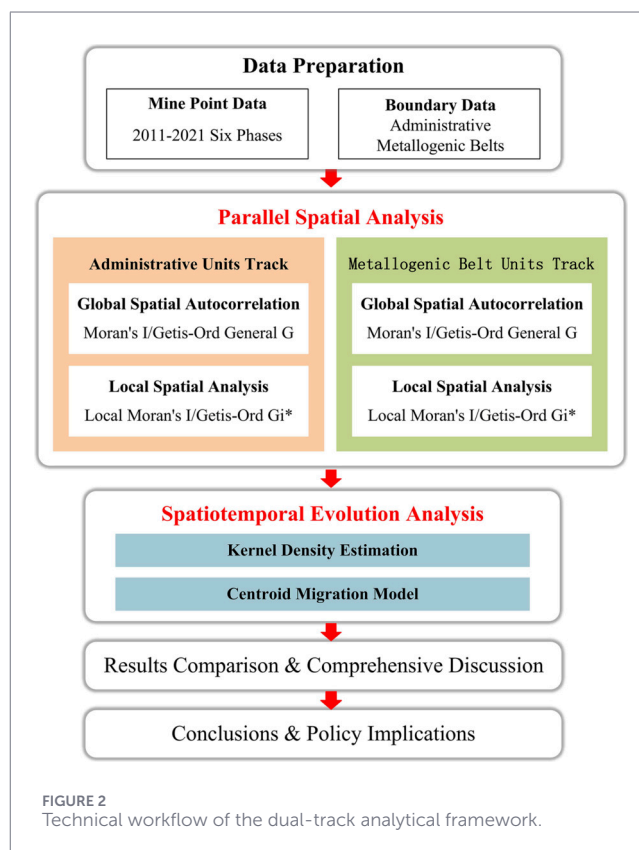 Data Preparation
Mine Point Data
2011-2021 Six Phases
Boundary Data
Administrative
Metallogenic Belts
Parallel Spatial Analysis
Administrative Units Track
Global Spatial Autocorrelation
Moran's I/Getis-Ord General G
Local Spatial Analysis
Local Moran's I/Getis-Ord Gi*
Metallogenic Belt Units Track
Global Spatial Autocorrelation
Moran's I/Getis-Ord General G
Local Spatial Analysis
Local Moran's I/Getis-Ord Gi*
Spatiotemporal Evolution Analysis
Kernel Density Estimation
Centroid Migration Model
Results Comparison & Comprehensive Discussion
Conclusions & Policy Implications
FIGURE 2
Technical workflow of the dual-track analytical framework.